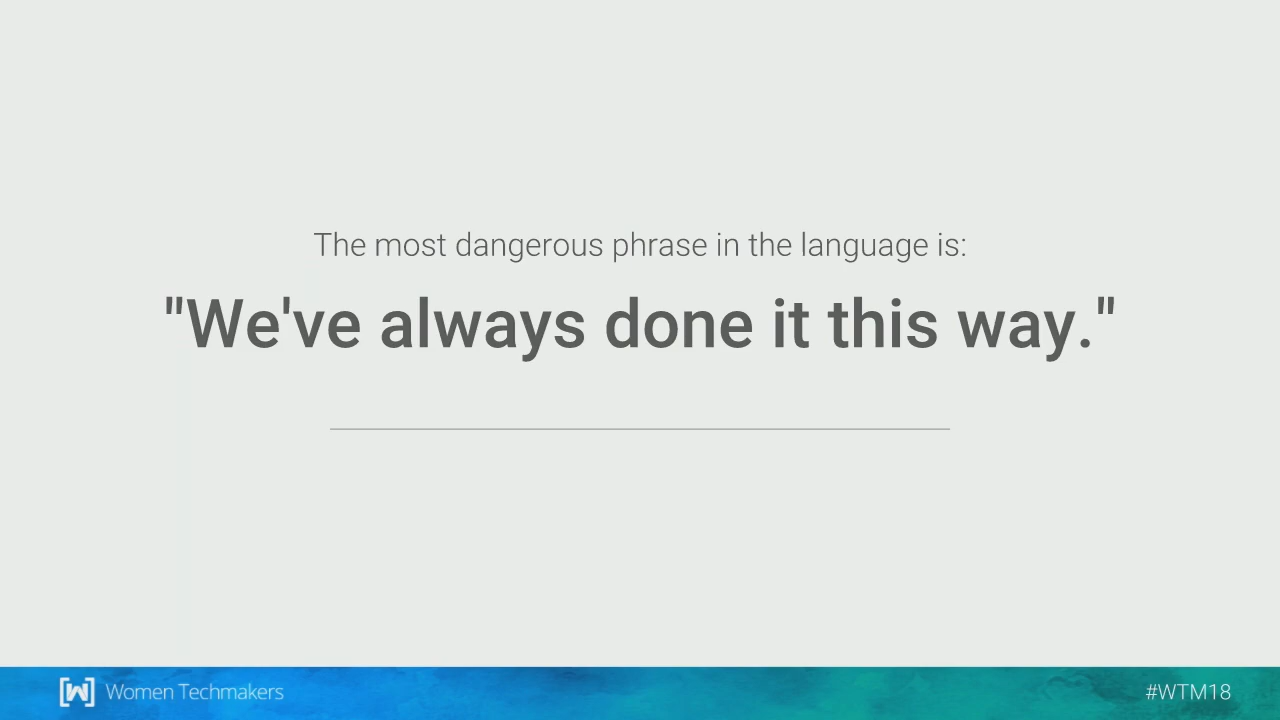 The most dangerous phrase in the language is:
"We've always done it this way."
[W] Women Techmakers
#WTM18